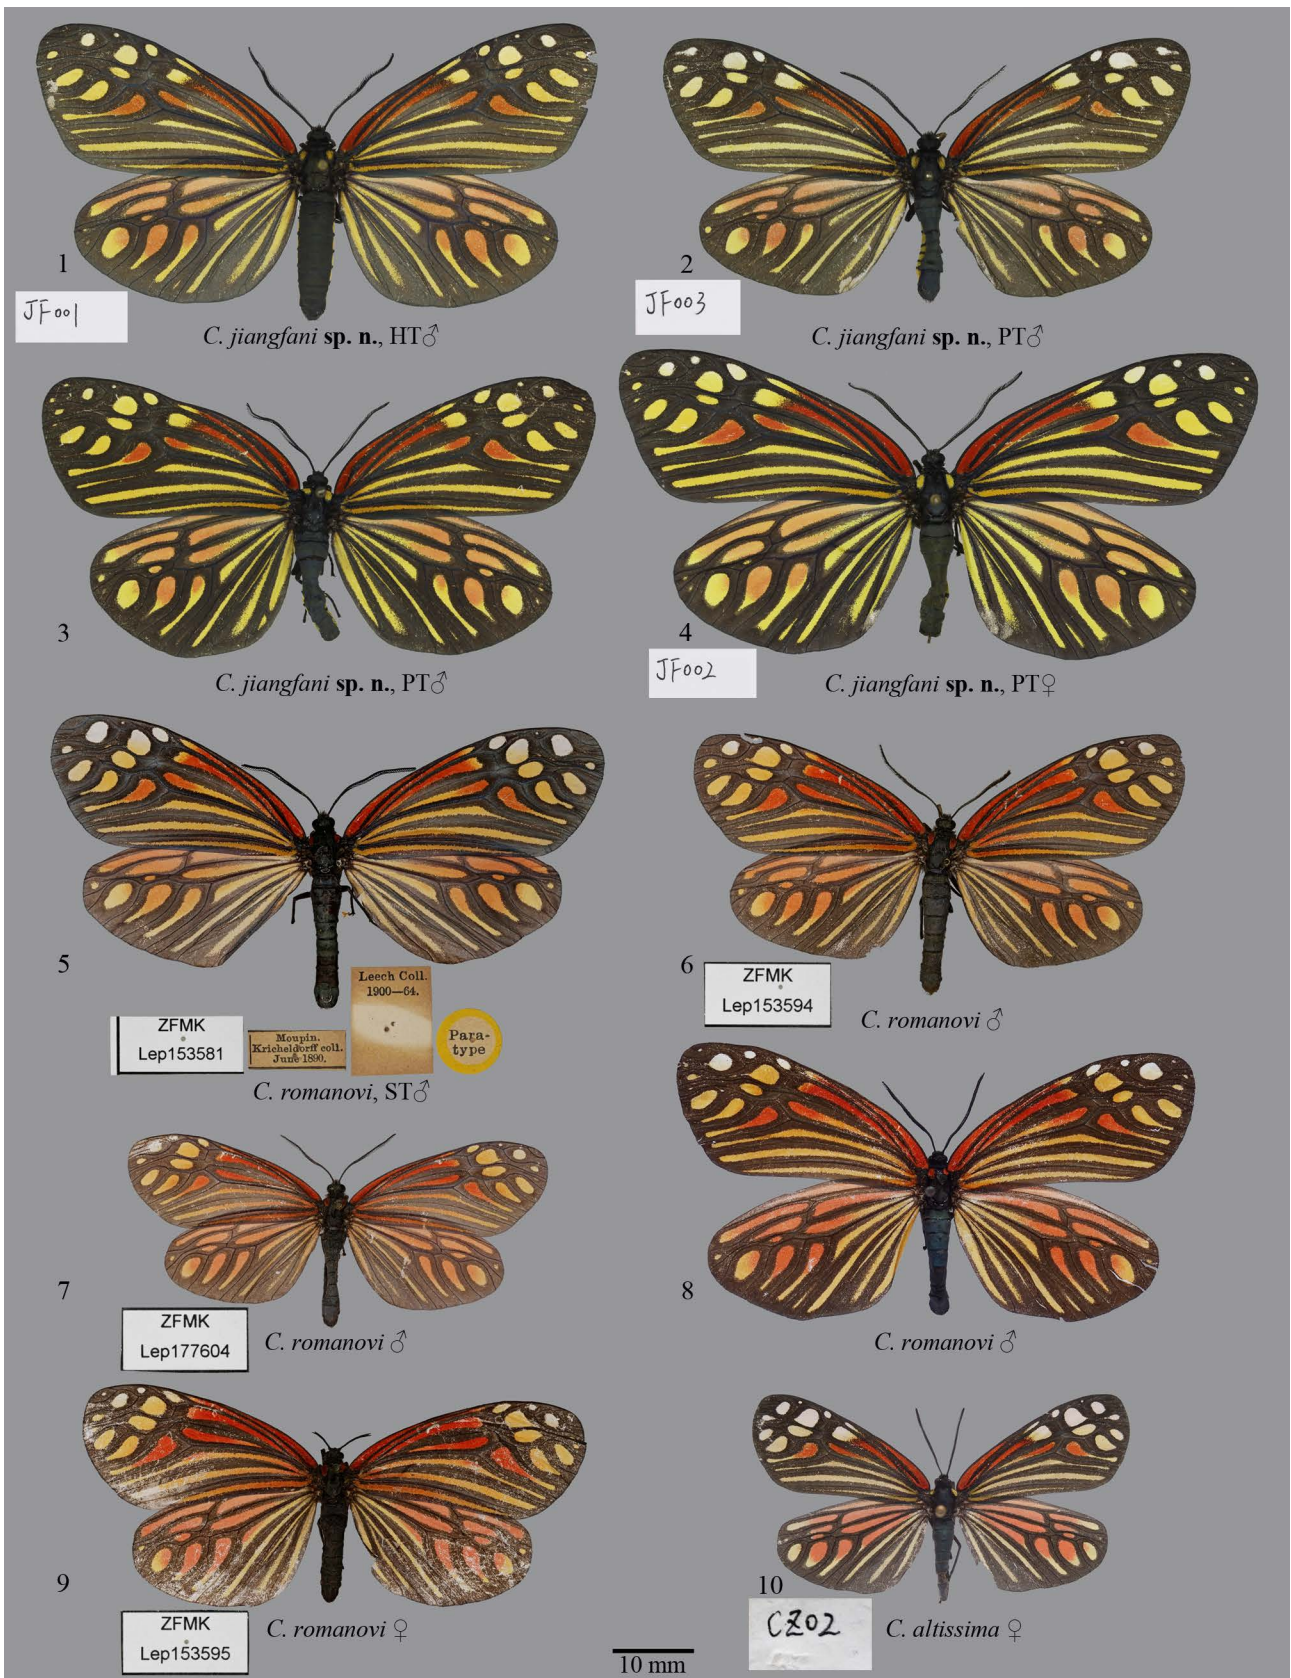 1
JF001
C. jiangfani sp. n., HT♂
2
JF003
C. jiangfani sp. n., PT♂
3
C. jiangfani sp. n., PT♂
4
JF002
C. jiangfani sp. n., PT♀
5
ZFMK
Lep153581
Moupin.
Kricheldorff coll.
June 1890.
Leech Coll.
1900—64.
Para-
type
C. romanovi, ST♂
6
ZFMK
Lep153594
C. romanovi ♂
7
ZFMK
Lep177604
C. romanovi ♂
8
C. romanovi ♂
9
ZFMK
Lep153595
C. romanovi ♀
10
CZ02
C. altissima ♀
10 mm